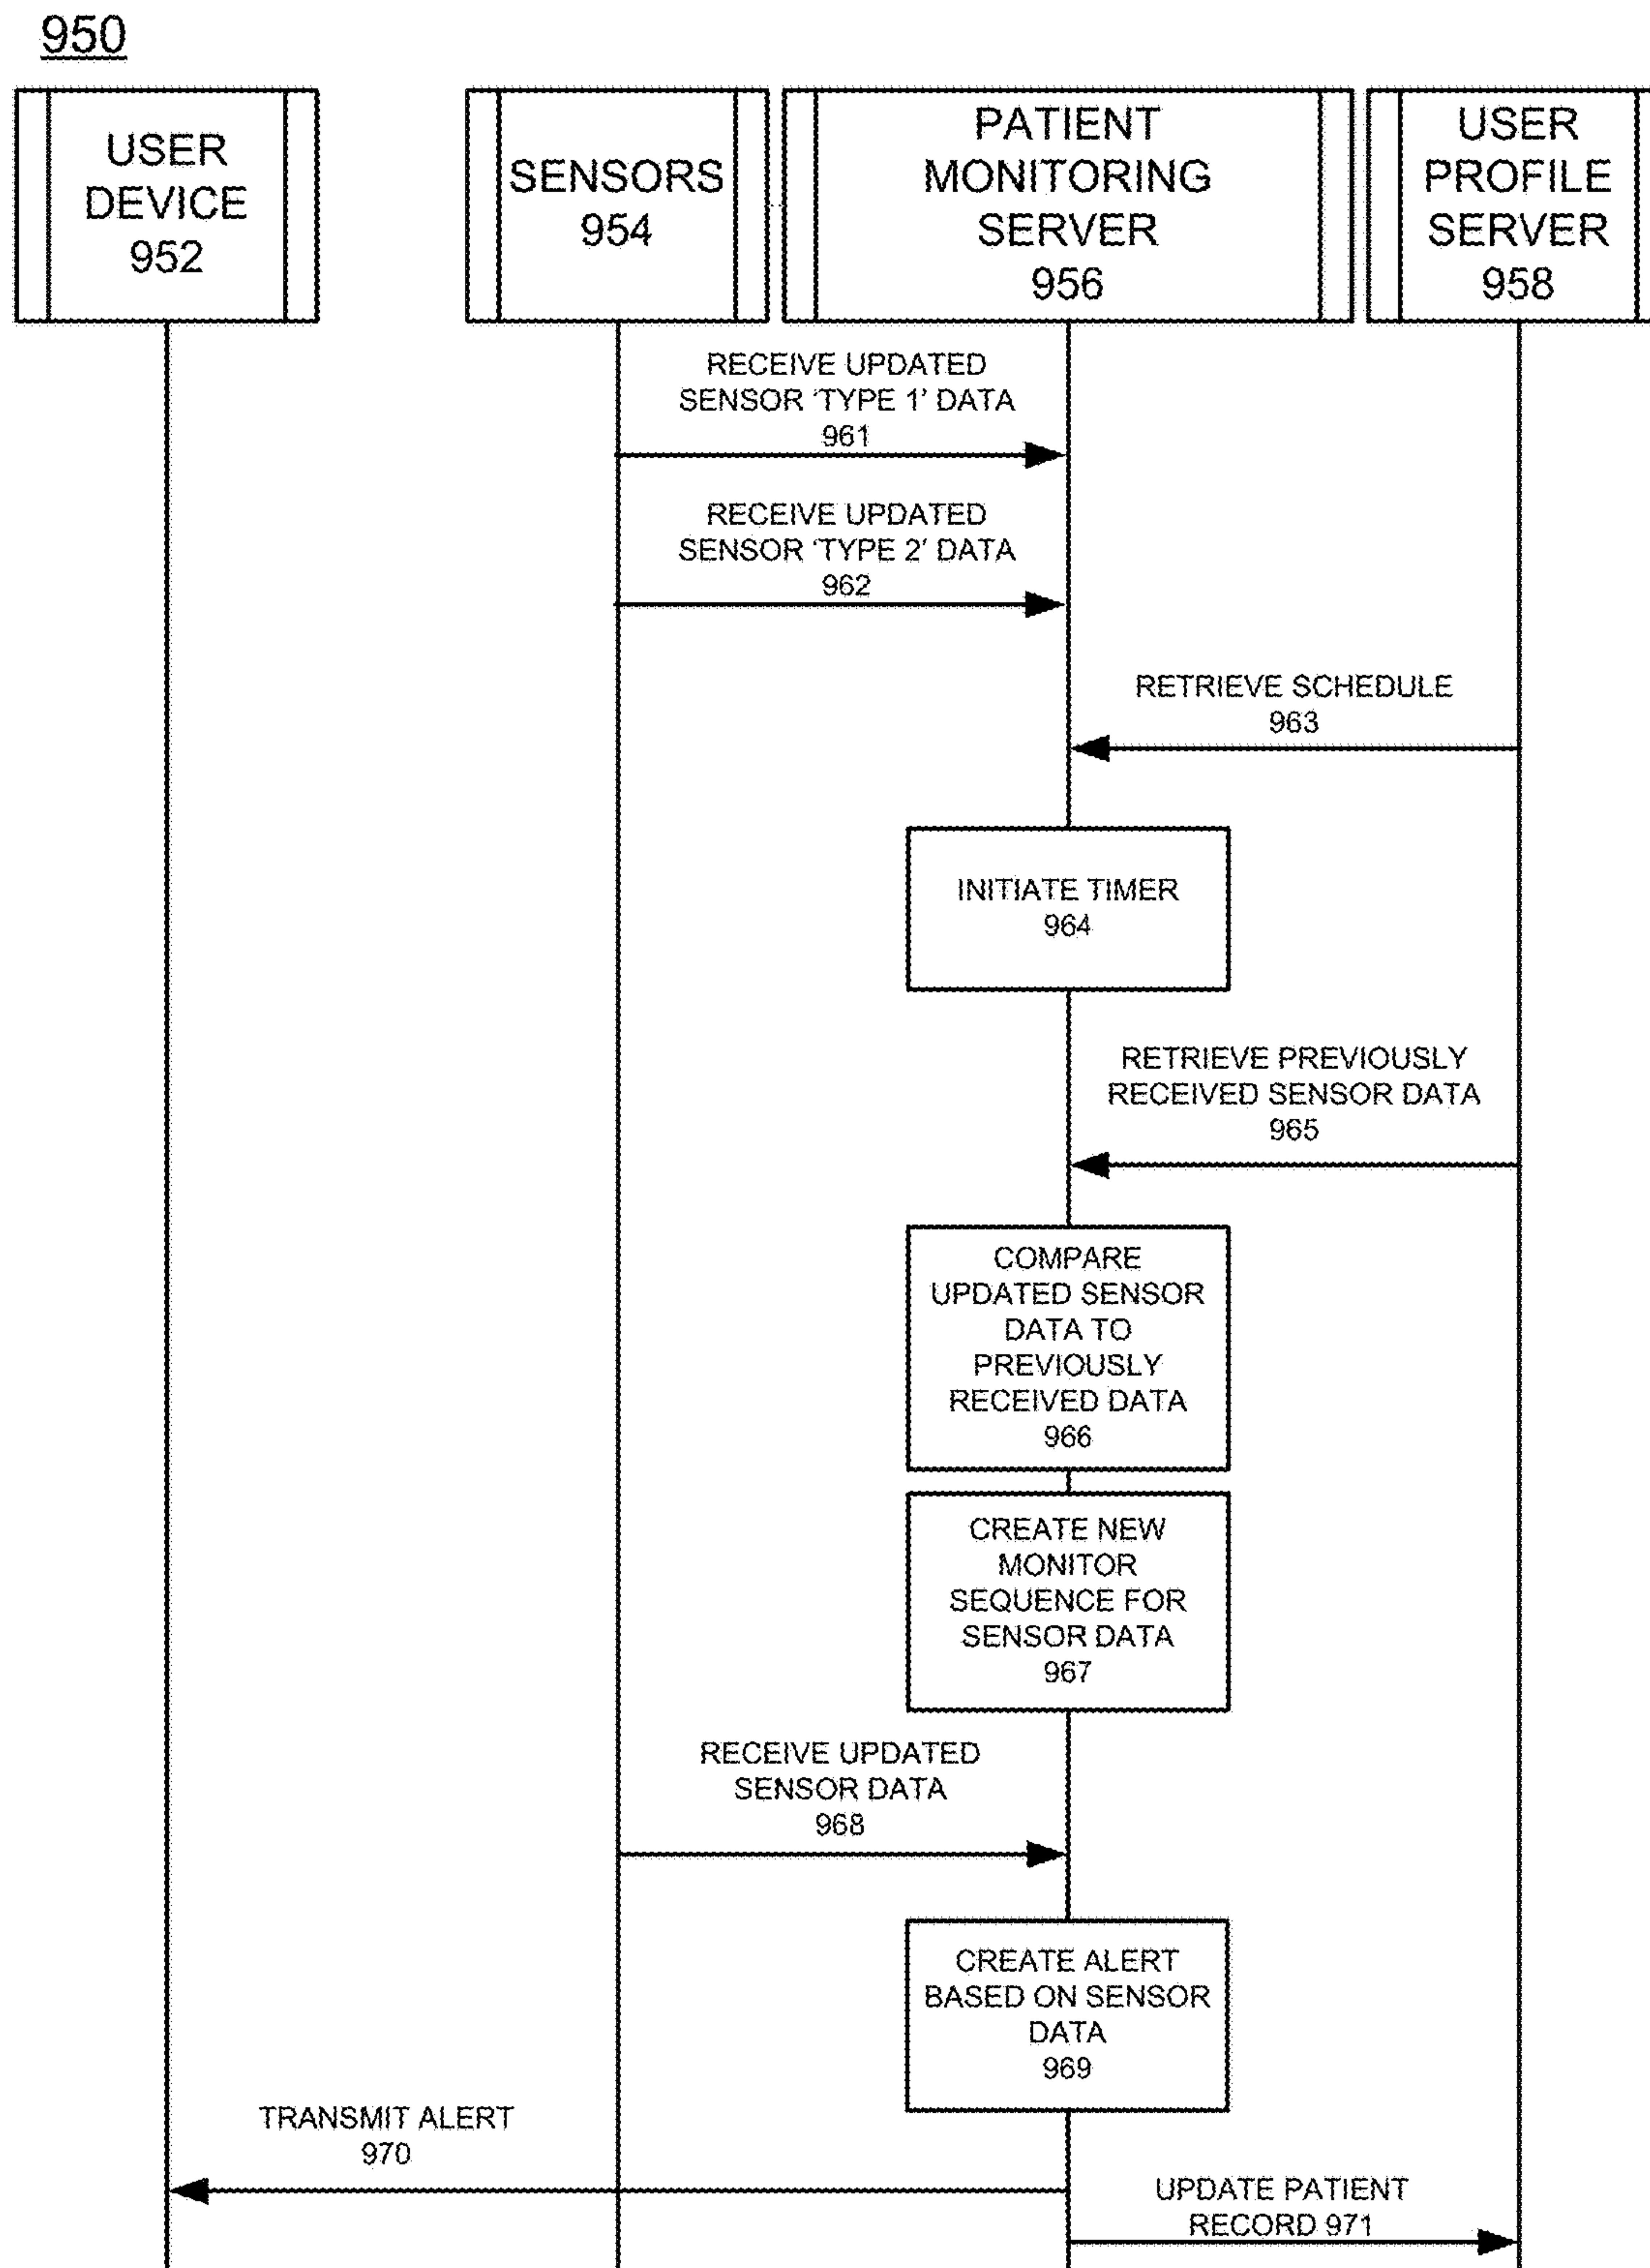 950
USER
DEVICE
952
SENSORS
954
PATIENT
MONITORING
SERVER
956
USER
PROFILE
SERVER
958
RECEIVE UPDATED
SENSOR 'TYPE 1' DATA
961
RECEIVE UPDATED
SENSOR 'TYPE 2' DATA
962
RETRIEVE SCHEDULE
963
INITIATE TIMER
964
RETRIEVE PREVIOUSLY
RECEIVED SENSOR DATA
965
COMPARE
UPDATED SENSOR
DATA TO
PREVIOUSLY
RECEIVED DATA
966
CREATE NEW
MONITOR
SEQUENCE FOR
SENSOR DATA
967
RECEIVE UPDATED
SENSOR DATA
968
CREATE ALERT
BASED ON SENSOR
DATA
969
TRANSMIT ALERT
970
UPDATE PATIENT
RECORD 971